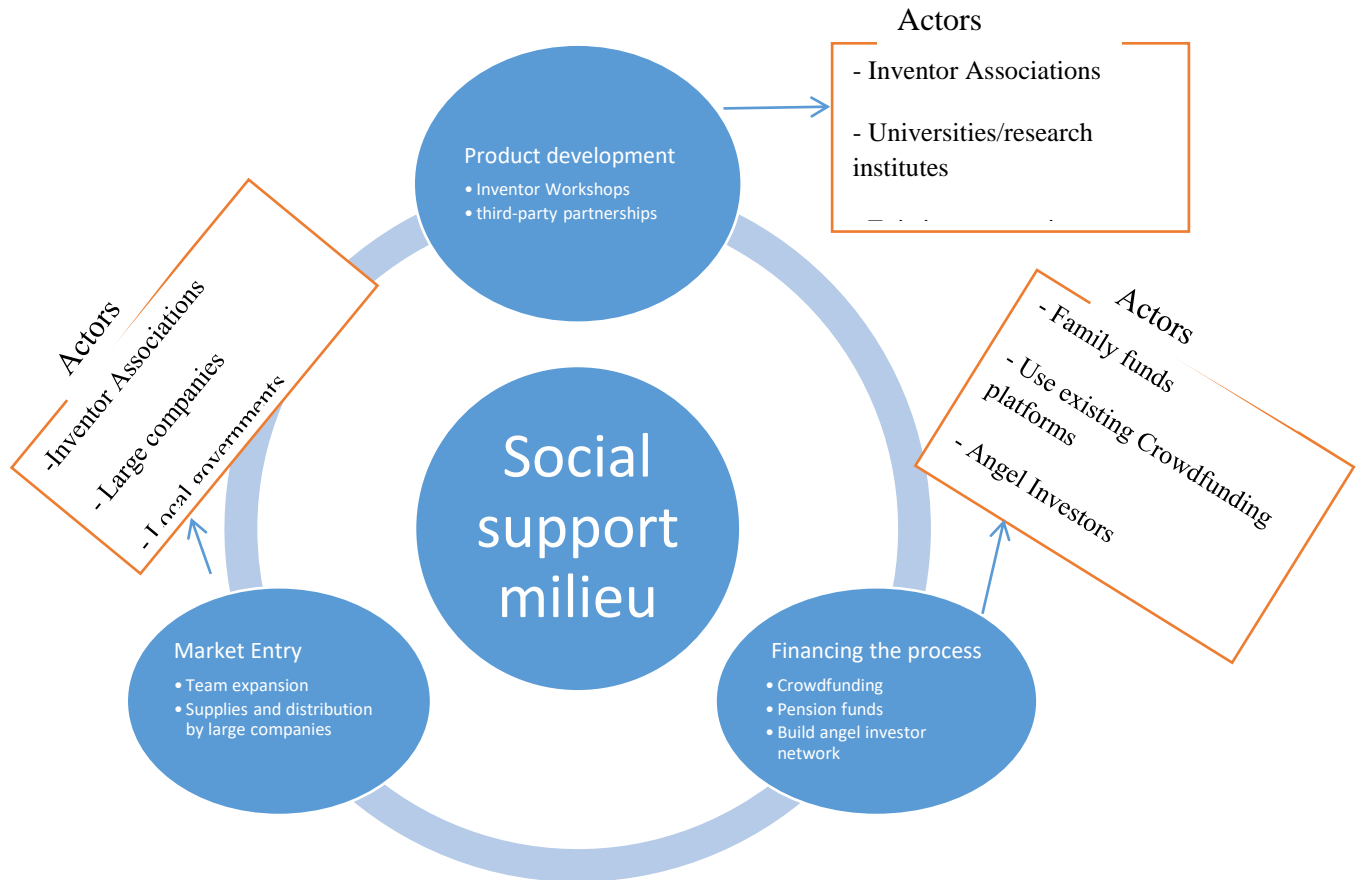 Actors
- Inventor Associations
- Universities/research
institutes
Product development
• Inventor Workshops
• third-party partnerships
Actors
-Inventor Associations
- Large companies
- Local governments
Actors
- Family funds
- Use existing Crowdfunding
platforms
- Angel Investors
Social
support
milieu
Market Entry
• Team expansion
• Supplies and distribution
by large companies
Financing the process
• Crowdfunding
• Pension funds
• Build angel investor
network